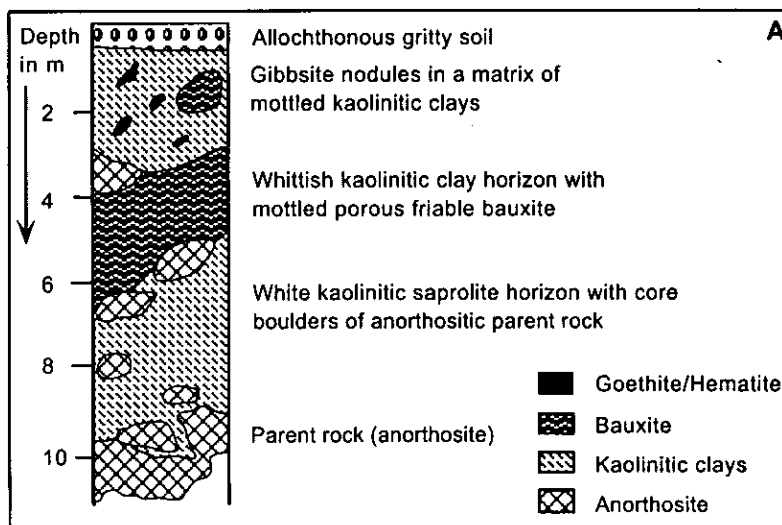 Depth
in m
A
Allochthonous gritty soil
Gibbsite nodules in a matrix of
mottled kaolinitic clays
2
Whittish kaolinitic clay horizon with
mottled porous friable bauxite
4
6
White kaolinitic saprolite horizon with core
boulders of anorthositic parent rock
8
Parent rock (anorthosite)
10
Goethite/Hematite
Bauxite
Kaolinitic clays
Anorthosite